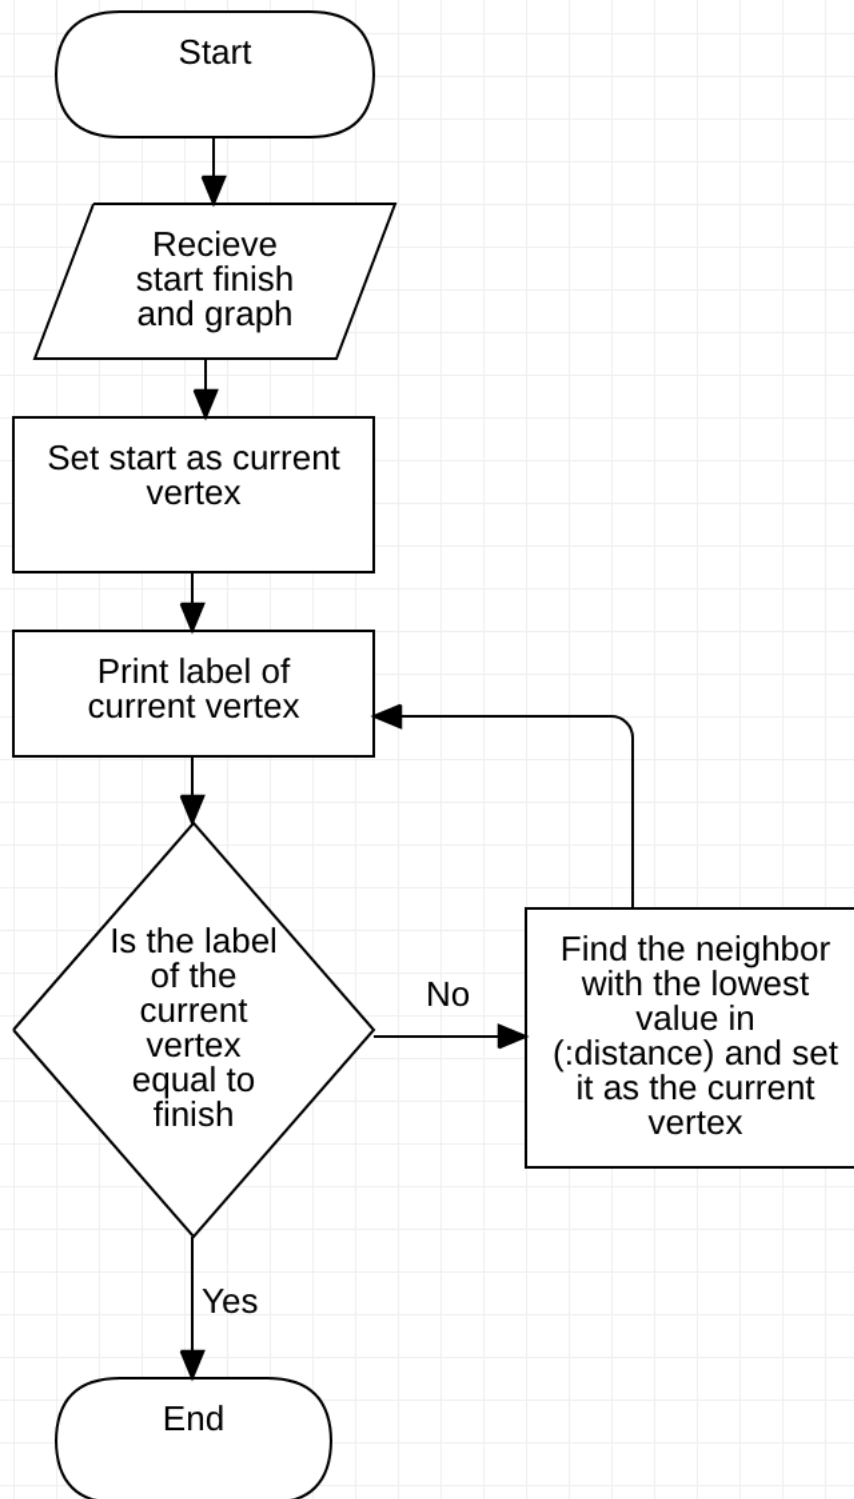 Start
Recieve
start finish
and graph
Set start as current
vertex
Print label of
current vertex
Is the label
of the
current
vertex
equal to
finish
No
Find the neighbor
with the lowest
value in
(:distance) and set
it as the current
vertex
Yes
End